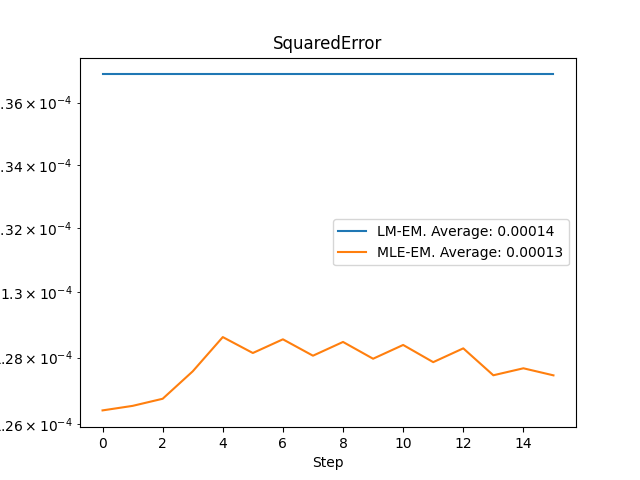 SquaredError
.36 × 10⁻⁴
.34 × 10⁻⁴
.32 × 10⁻⁴
1.3 × 10⁻⁴
.28 × 10⁻⁴
.26 × 10⁻⁴
LM-EM. Average: 0.00014
MLE-EM. Average: 0.00013
0 2 4 6 8 10 12 14
Step